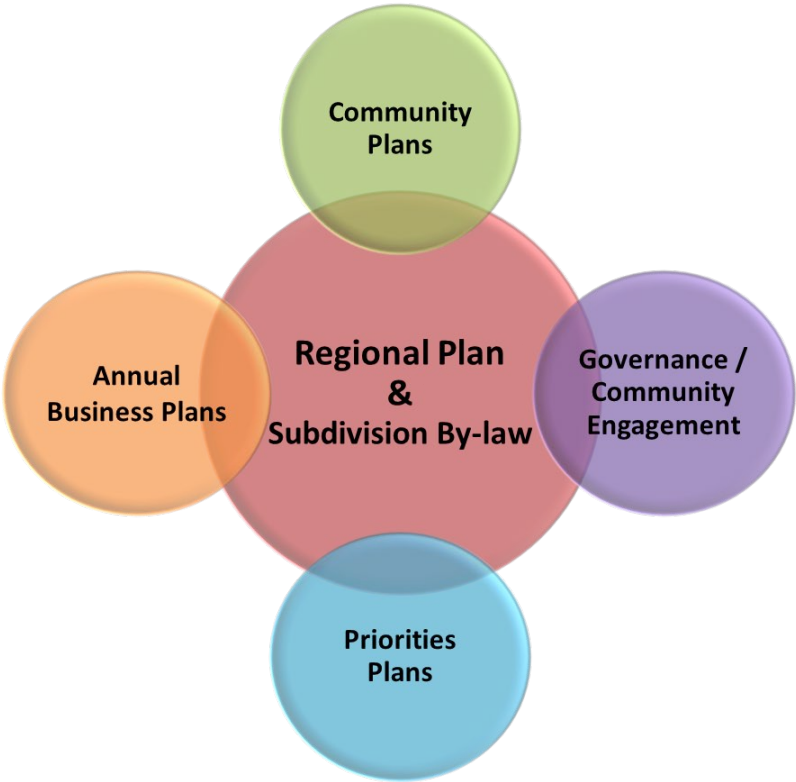 Community
Plans
Regional Plan
&
Subdivision By-law
Annual
Business Plans
Governance /
Community
Engagement
Priorities
Plans